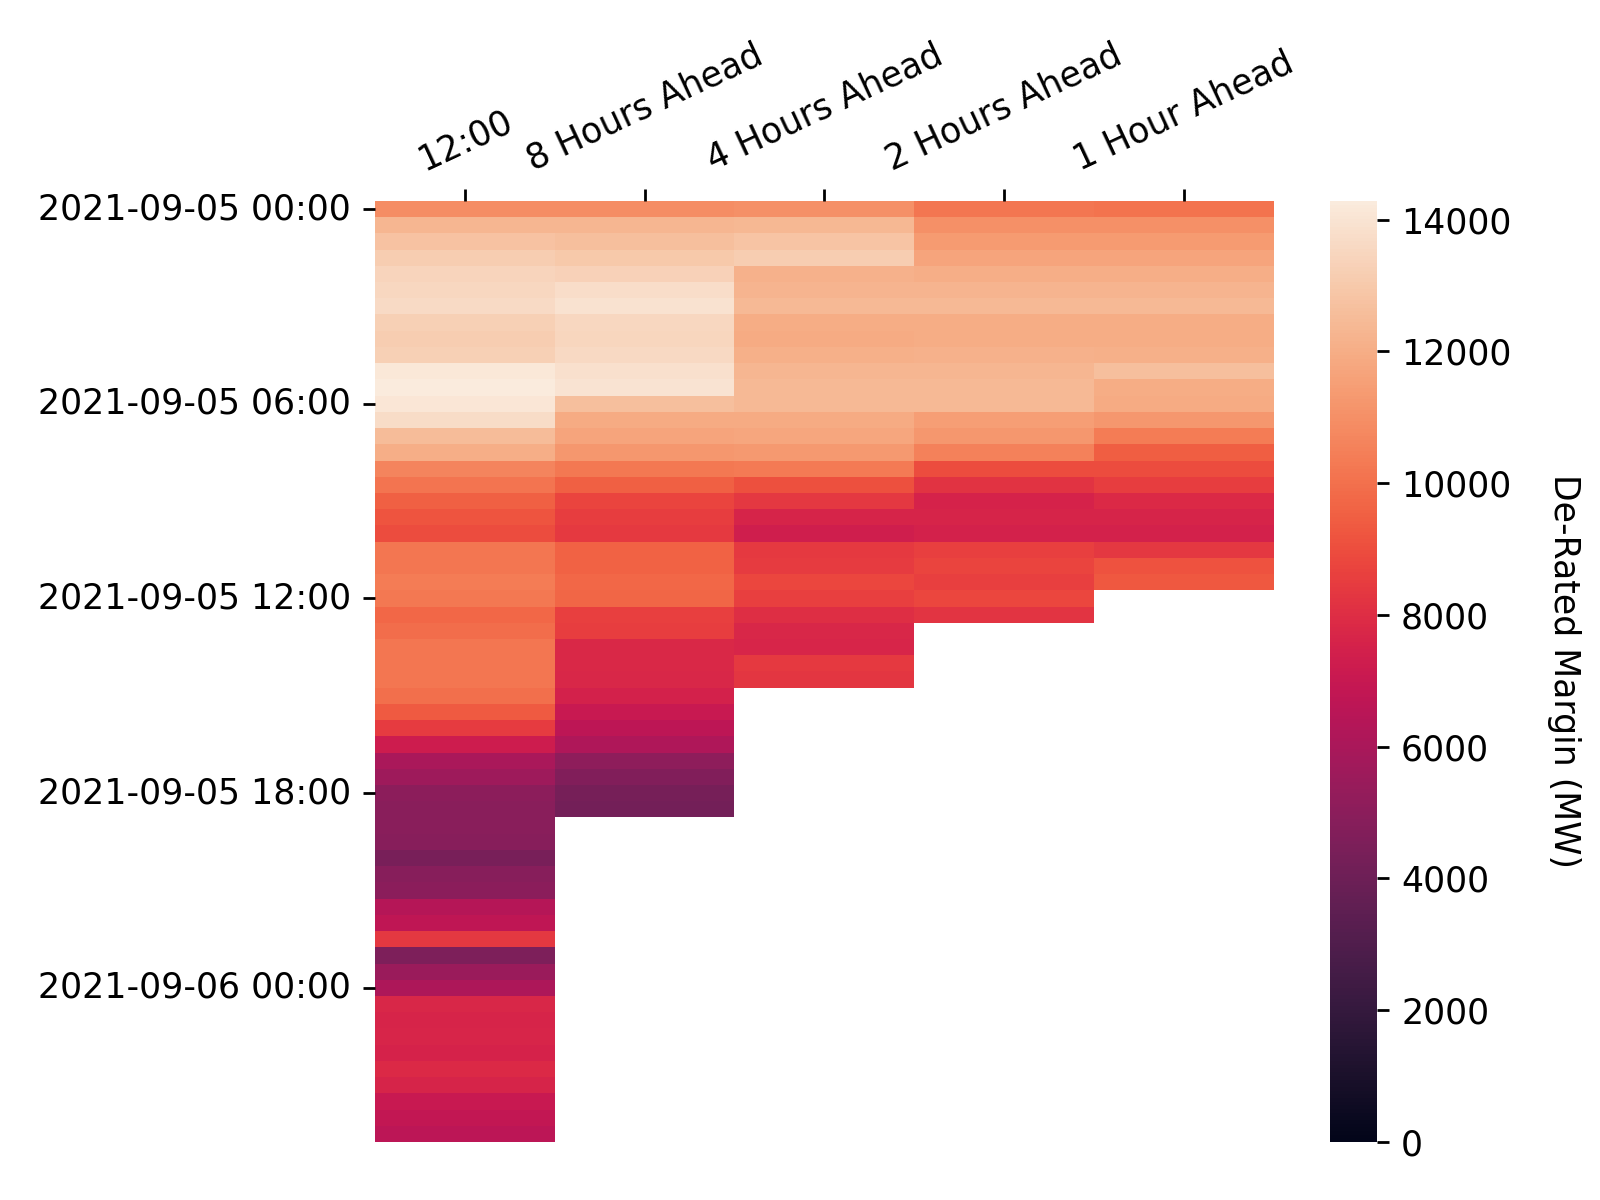 12:00
8 Hours Ahead
4 Hours Ahead
2 Hours Ahead
1 Hour Ahead
2021-09-05 00:00
2021-09-05 06:00
2021-09-05 12:00
2021-09-05 18:00
2021-09-06 00:00
14000
12000
10000
8000
6000
4000
2000
0
De-Rated Margin (MW)